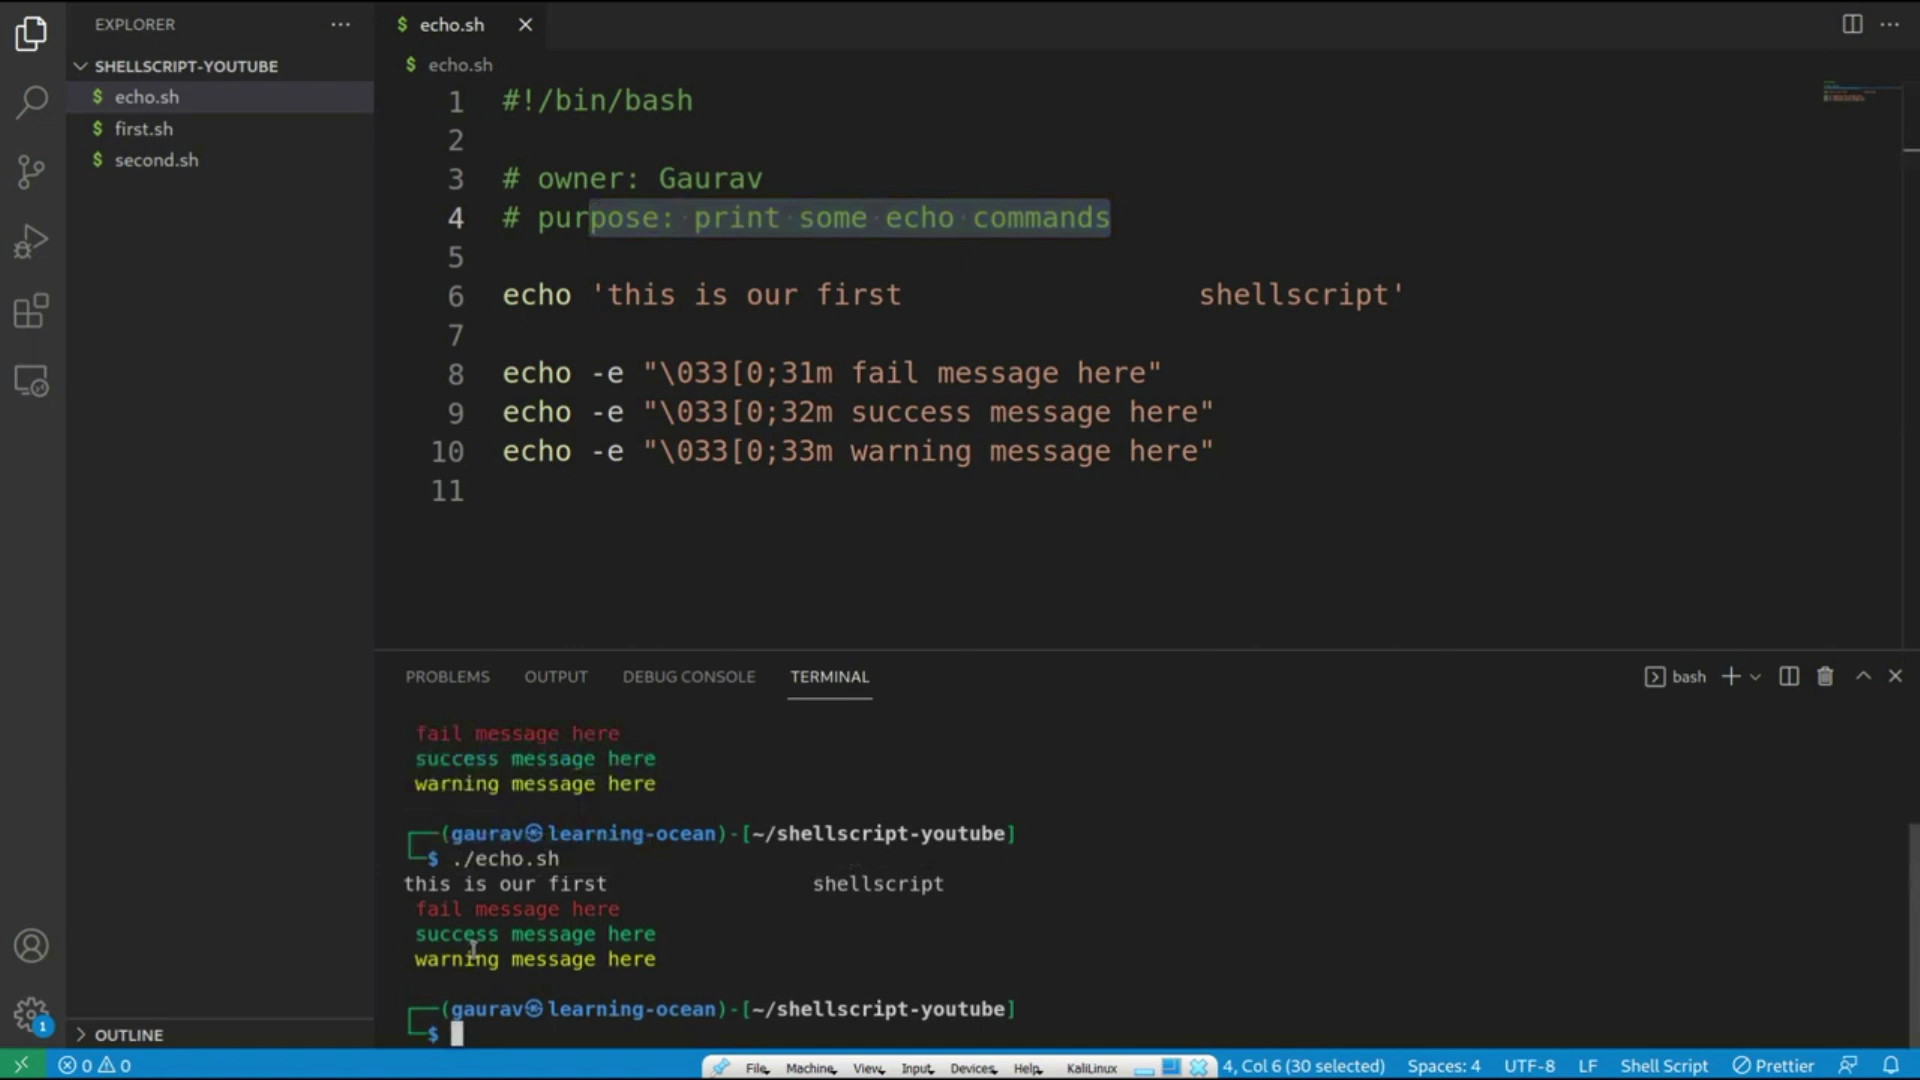 EXPLORER
echo.sh
SHELLSCRIPT-YOUTUBE
echo.sh
first.sh
second.sh
$ echo.sh
1 #!/bin/bash
2
3 # owner: Gaurav
4 # purpose: print some echo commands
5
6 echo 'this is our first                 shellscript'
7
8 echo -e "\033[0;31m fail message here"
9 echo -e "\033[0;32m success message here"
10 echo -e "\033[0;33m warning message here"
11
PROBLEMS OUTPUT DEBUG CONSOLE TERMINAL
bash
fail message here
success message here
warning message here
(gaurav㉿learning-ocean)-[~/shellscript-youtube]
$ ./echo.sh
this is our first                 shellscript
fail message here
success message here
warning message here
(gaurav㉿learning-ocean)-[~/shellscript-youtube]
$
1
OUTLINE
0 0 File Machine View Input Devices Help KaliLinux 4, Col 6 (30 selected) Spaces: 4 UTF-8 LF Shell Script Prettier